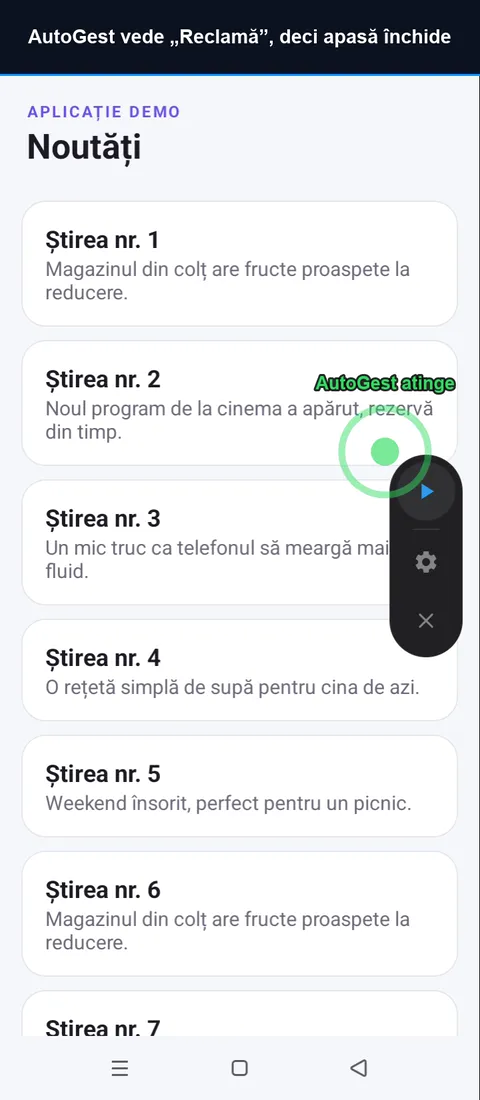 AutoGest vede „Reclamă”, deci apasă închide
APLICAȚIE DEMO
Noutăți
Știrea nr. 1
Magazinul din colț are fructe proaspete la
reducere.
Știrea nr. 2
AutoGest atinge
Noul program de la cinema a apărut, rezervă
din timp.
Știrea nr. 3
Un mic truc ca telefonul să meargă mai
fluid.
Știrea nr. 4
O rețetă simplă de supă pentru cina de azi.
Știrea nr. 5
Weekend însorit, perfect pentru un picnic.
Știrea nr. 6
Magazinul din colț are fructe proaspete la
reducere.
Știrea nr. 7